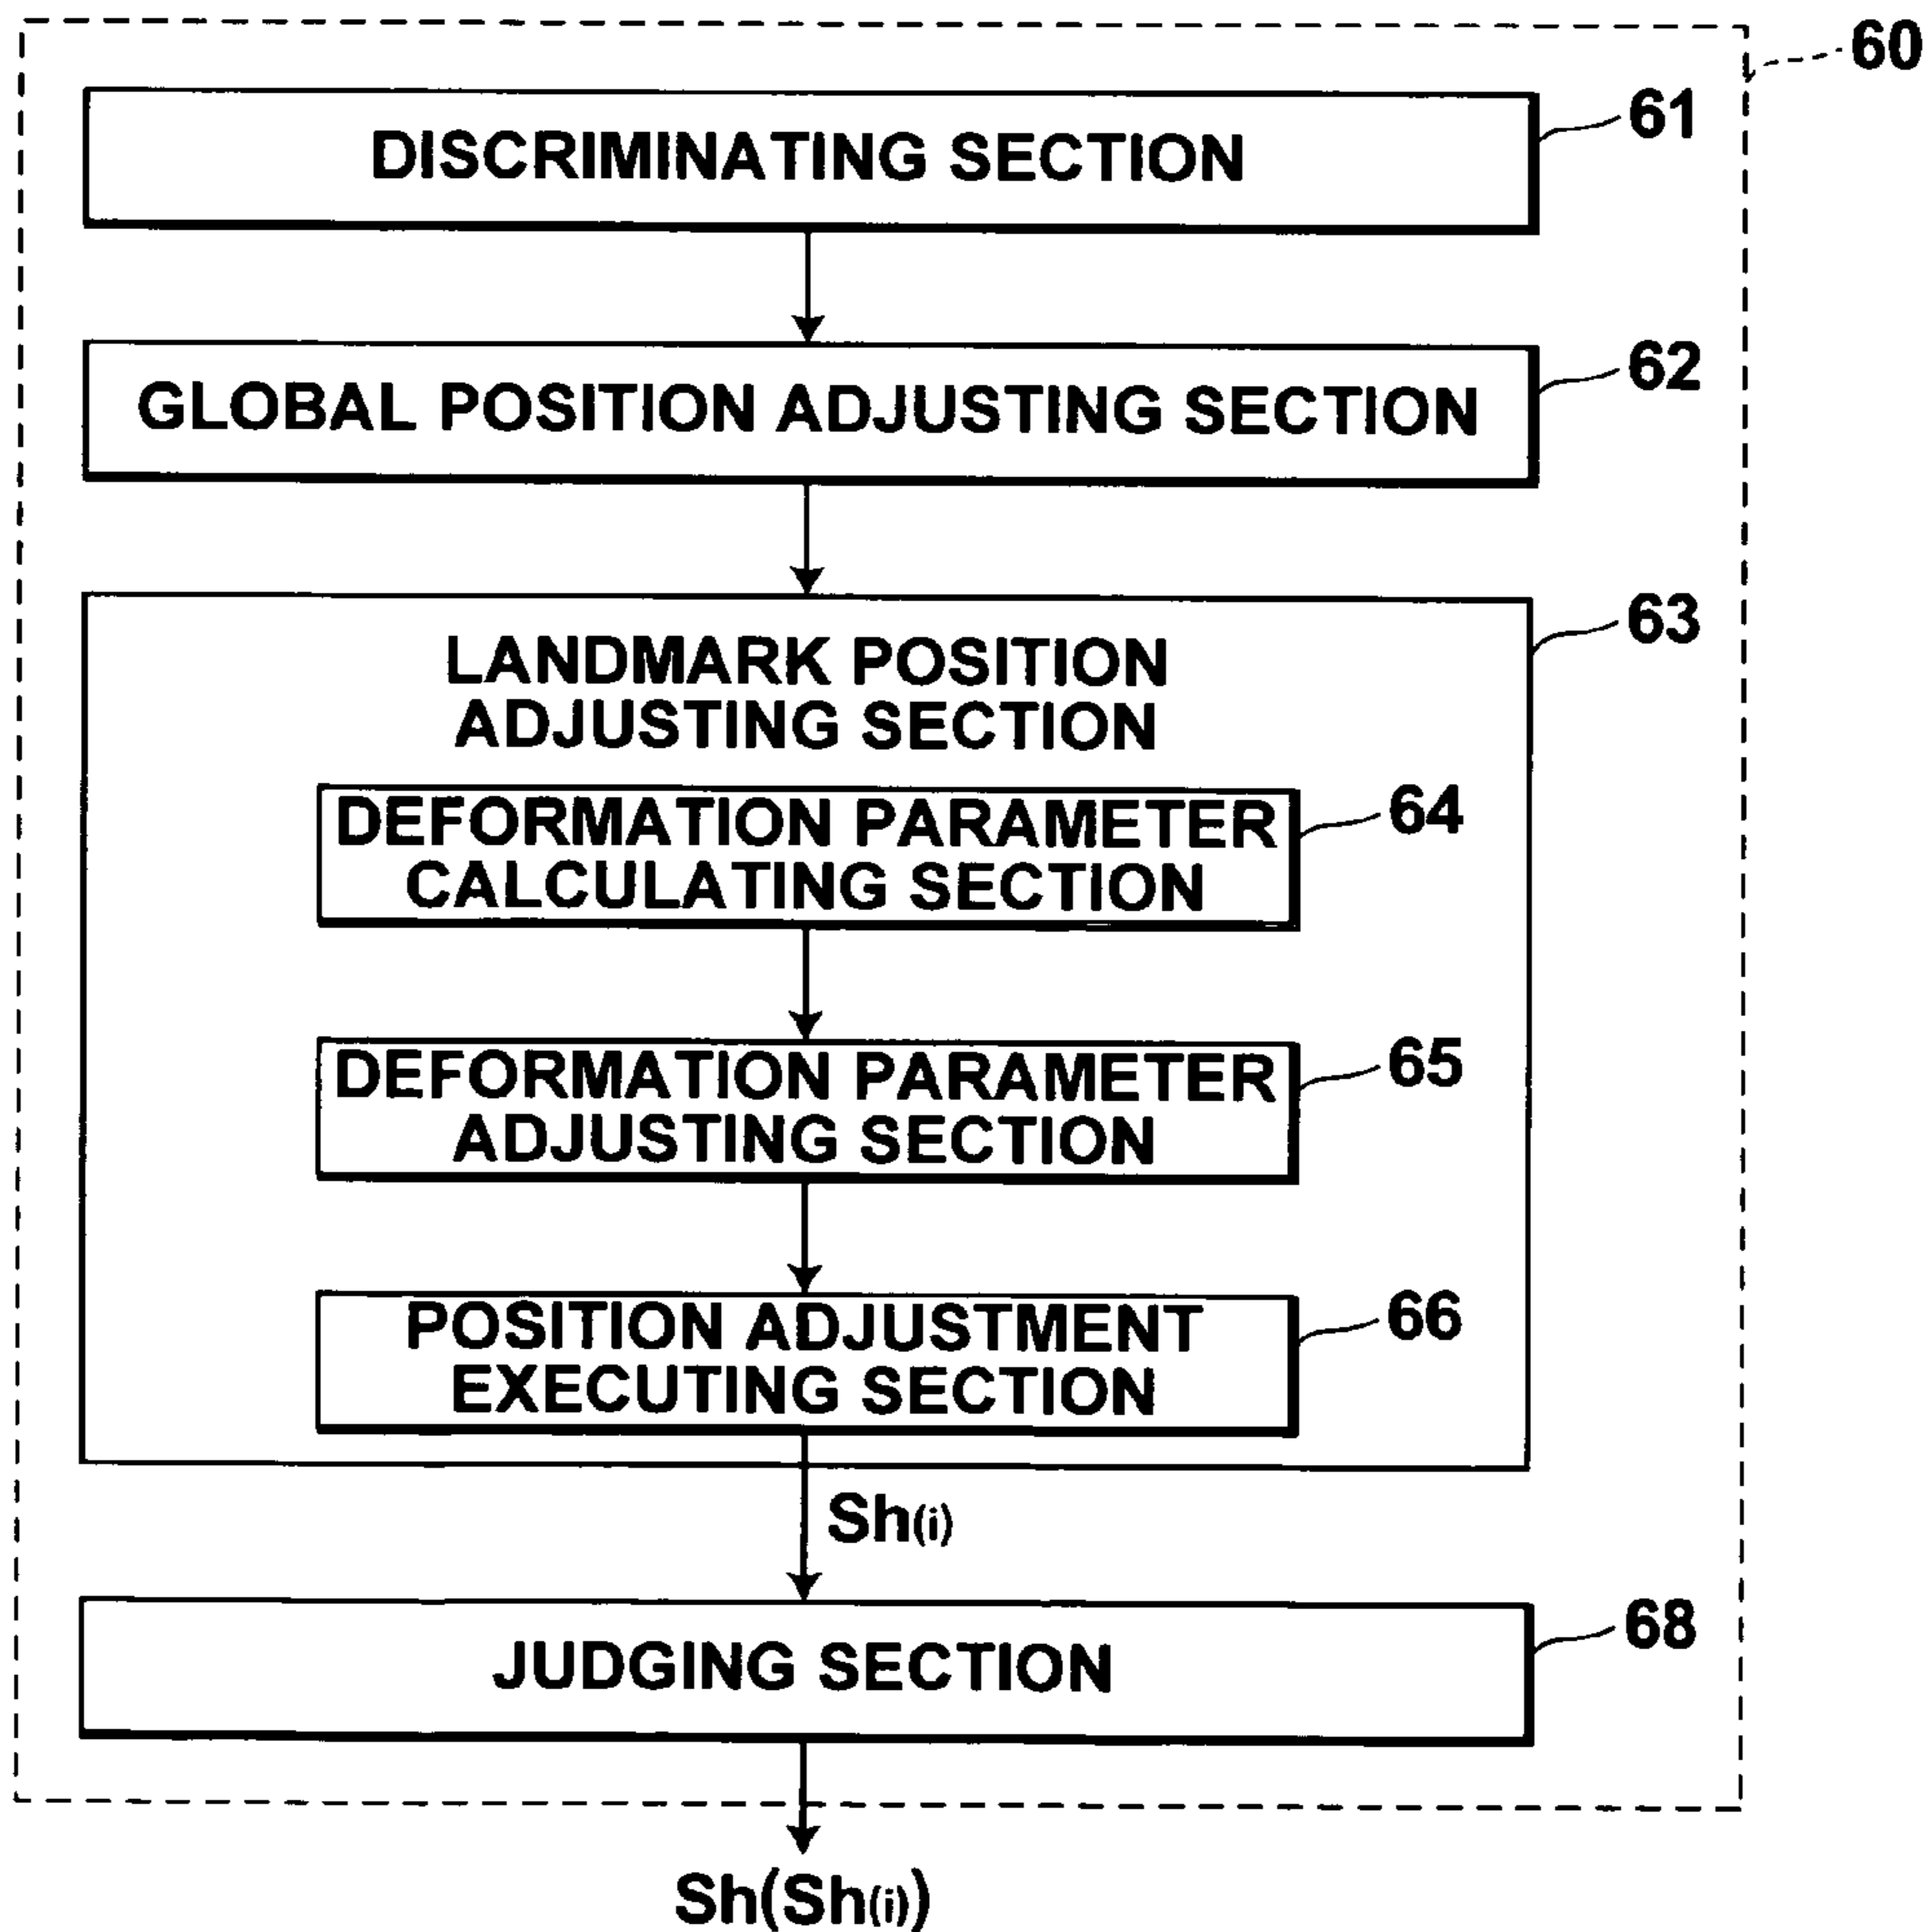 60
DISCRIMINATING SECTION
61
GLOBAL POSITION ADJUSTING SECTION
62
LANDMARK POSITION
ADJUSTING SECTION
63
DEFORMATION PARAMETER
CALCULATING SECTION
64
DEFORMATION PARAMETER
ADJUSTING SECTION
65
POSITION ADJUSTMENT
EXECUTING SECTION
66
Sh(i)
JUDGING SECTION
68
Sh(Sh(i))